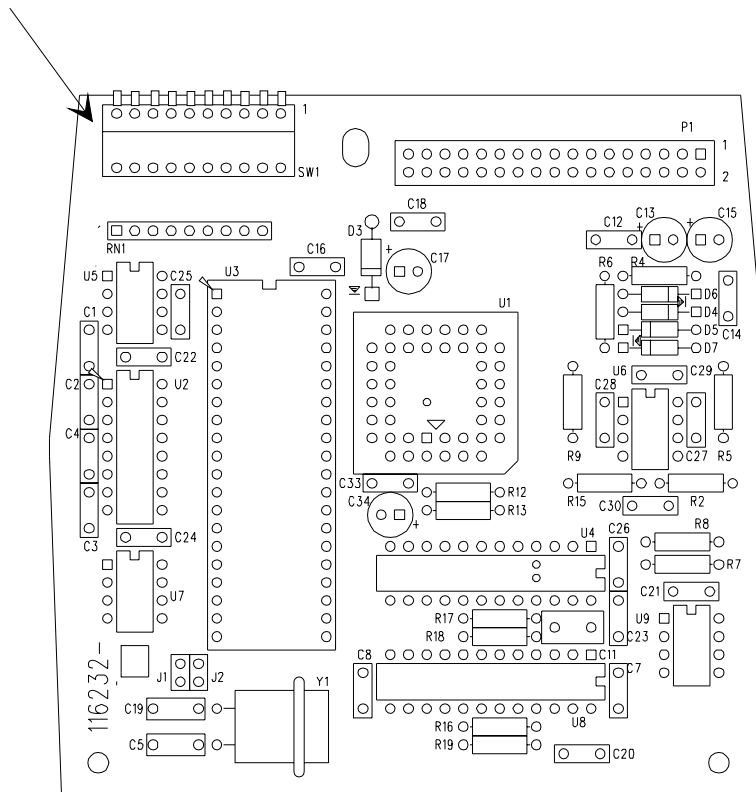 P1
1
1
2
SW1
C18
C13
C15
D3
C12
+
+
+
RN1
C16
C17
R6
R4
U5
C25
U3
D6
D4
C14
C1
U1
D5
D7
C22
U6
C29
C2
U2
C28
C4
C27
R9
R5
C33
R12
R15
R2
C34
R13
C30
+
C3
C24
U4
C26
R8
R7
U7
C21
R17
U9
R18
C23
C8
C11
C7
J1
J2
Y1
116232-
C19
R16
U8
C5
R19
C20